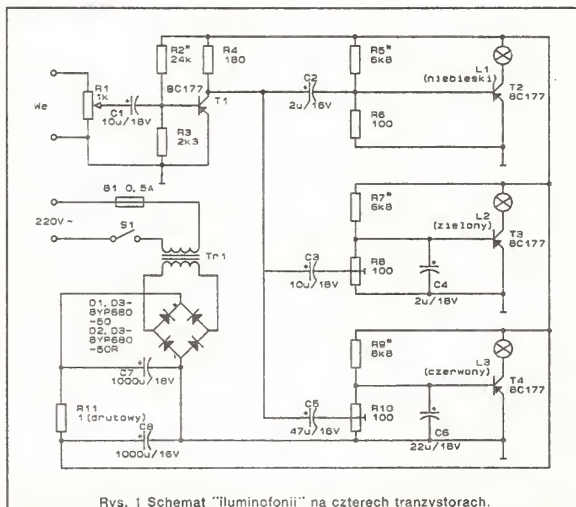 R2" 24k
R4 180
R5" 6k8
L1 (niebieski)
T2 BC177
R1 1k
We
BC177
T1
C1 10u/18V
C2 2u/16V
R3 2k3
R6 100
220V~
B1 0,5A
S1
Tr1
R7" 6k8
L2 (zielony)
T3 BC177
C3 10u/18V
R8 100
C4 2u/18V
D1, D3- BYP680 -50
D2, D3- BYP680 -50R
C7 1000u/18V
R9" 6k8
L3 (czerwony)
T4 BC177
R11 1(drutowy)
C8 1000u/16V
C5 47u/16V
R10 100
C6 22u/18V
Rys. 1 Schemat "iluminofonii" na czterech tranzystorach.